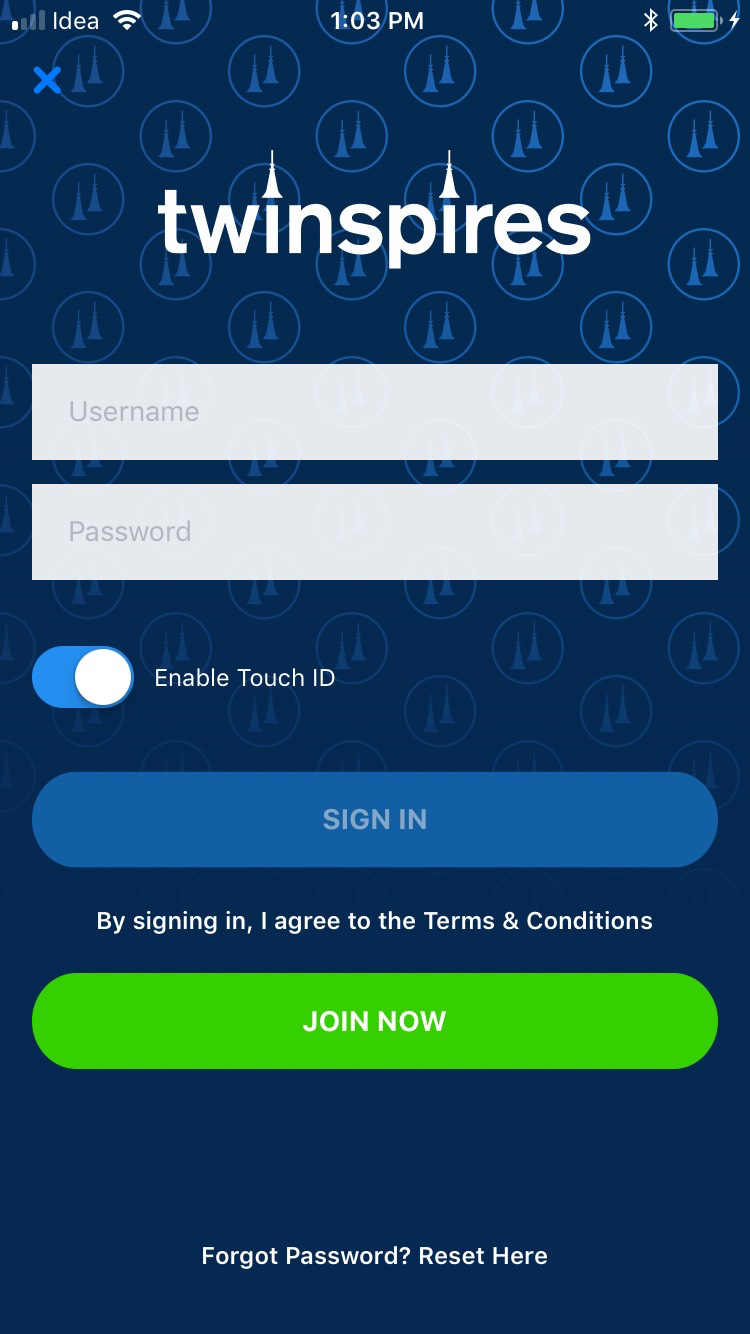 Idea 1:03 PM
twinspires
Username
Password
Enable Touch ID
SIGN IN
By signing in, I agree to the Terms & Conditions
JOIN NOW
Forgot Password? Reset Here